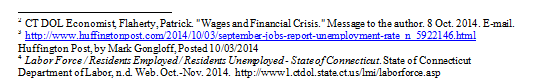 2 CT DOL Economist, Flaherty, Patrick. "Wages and Financial Crisis." Message to the author. 8 Oct. 2014. E-mail.
3 http://www.huffingtonpost.com/2014/10/03/september-jobs-report-unemployment-rate_n_5922146.html
Huffington Post, by Mark Gongloff, Posted 10/03/2014
4 Labor Force / Residents Employed / Residents Unemployed - State of Connecticut. State of Connecticut
Department of Labor, n.d. Web. Oct.-Nov. 2014. http://www1.ctdol.state.ct.us/lmi/laborforce.asp